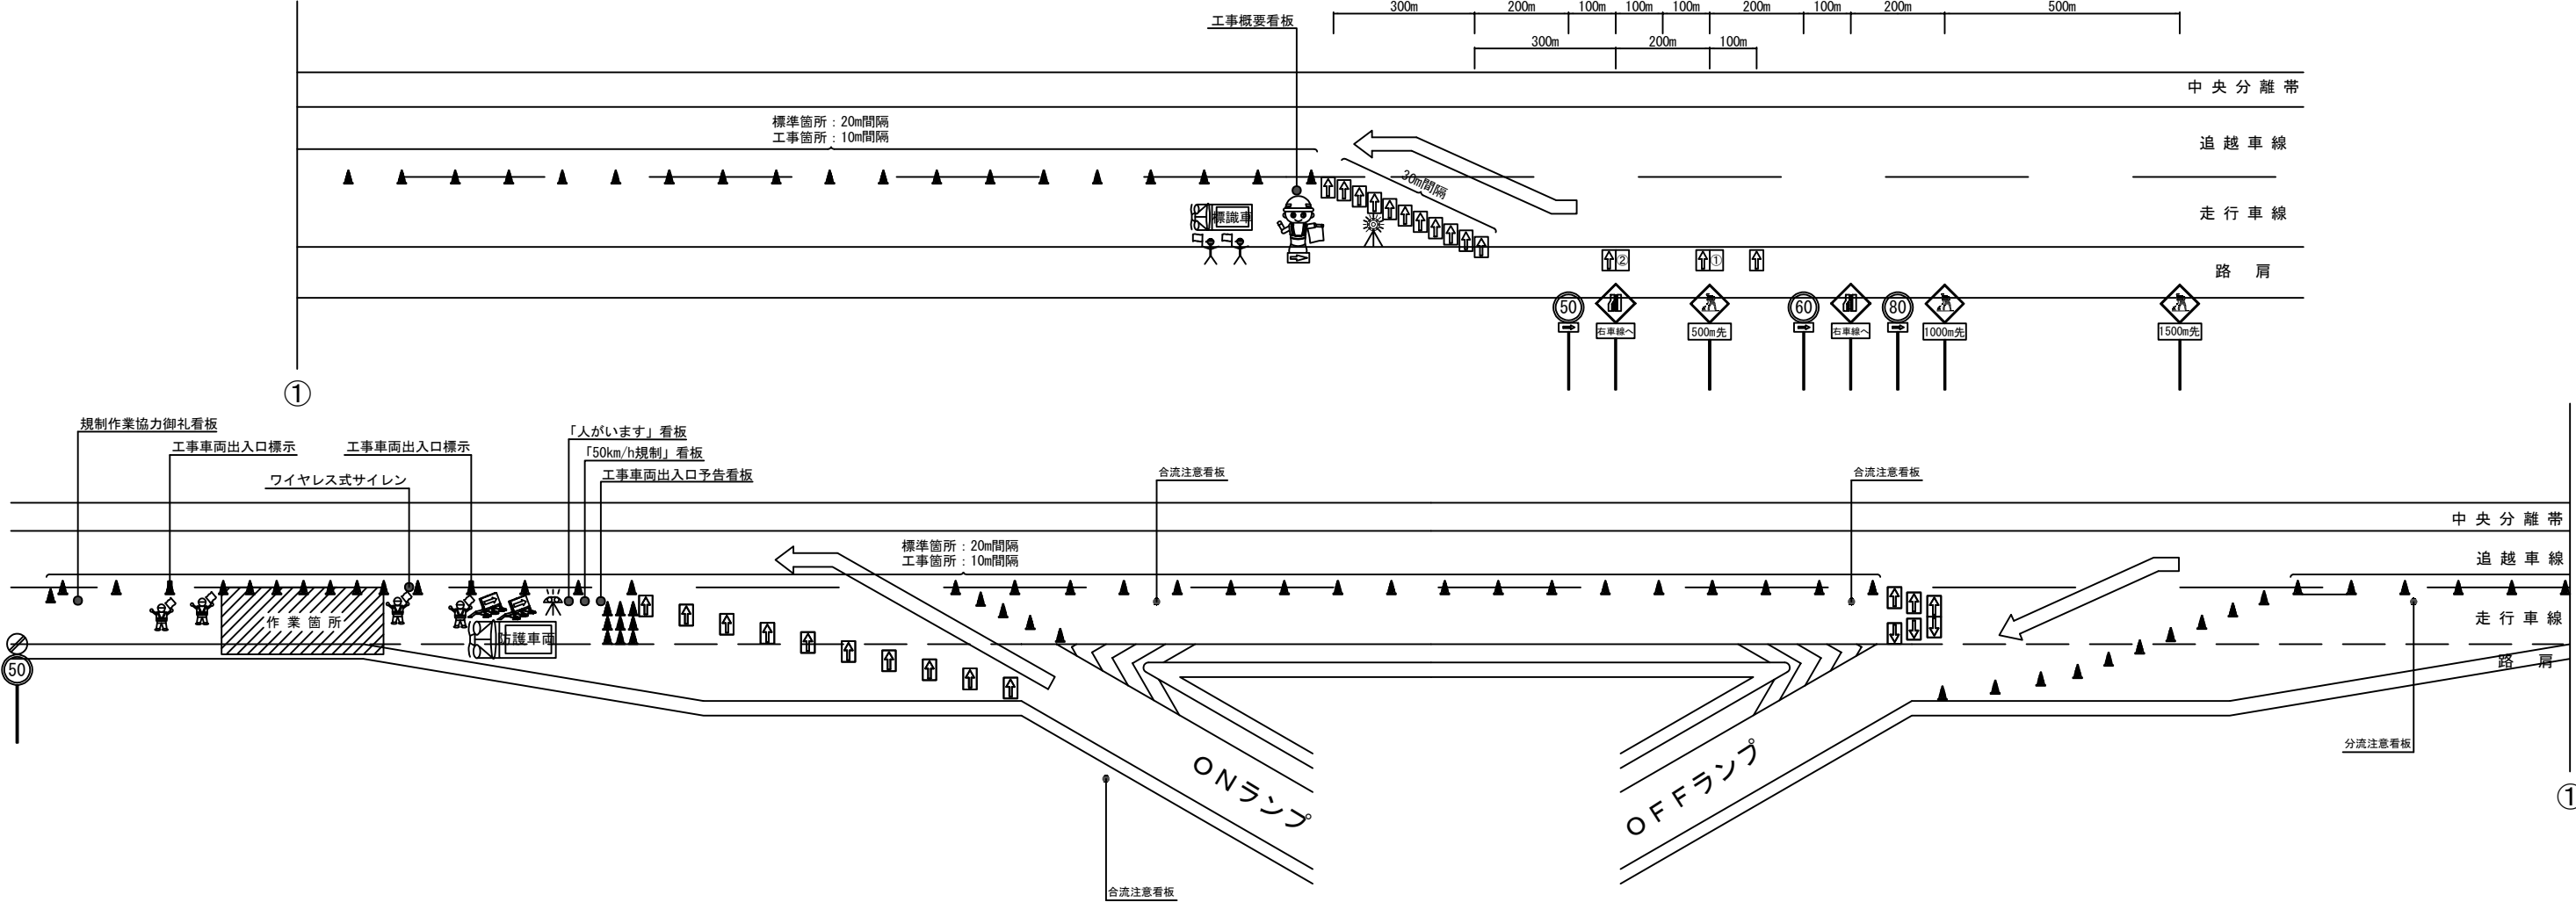 300m
200m
100m
100m
100m
200m
100m
200m
500m
300m
200m
100m
工事概要看板
中央分離帯
標準箇所：20m間隔
工事箇所：10m間隔
追越車線
30m間隔
標識車
走行車線
②
①
路肩
50
60
80
右車線へ
500m先
右車線へ
1000m先
1500m先
①
規制作業協力御礼看板
工事車両出入口標示
工事車両出入口標示
ワイヤレス式サイレン
「人がいます」看板
「50km/h規制」看板
工事車両出入口予告看板
合流注意看板
合流注意看板
中央分離帯
標準箇所：20m間隔
工事箇所：10m間隔
追越車線
作業箇所
走行車線
防護車両
路肩
50
分流注意看板
ONランプ
OFFランプ
①
合流注意看板